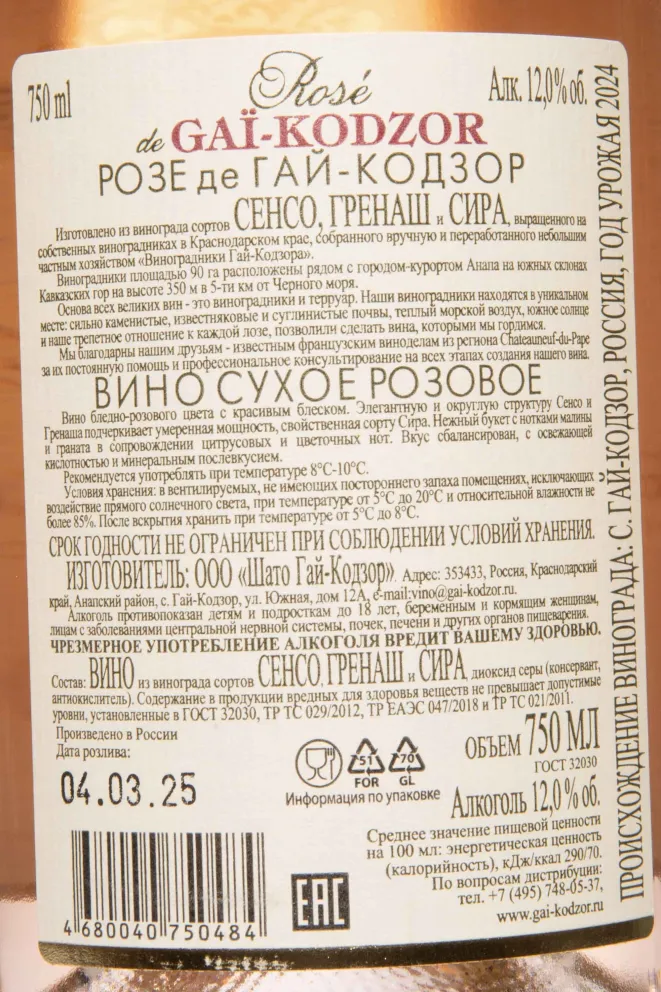 750 ml
Rosé
Алк. 12,0% об.
de GAÏ-KODZOR
РОЗЕ де ГАЙ-КОДЗОР
Изготовлено из винограда сортов СЕНСО, ГРЕНАШ и СИРА, выращенного на
собственных виноградниках в Краснодарском крае, собранного вручную и переработанного небольшим
частным хозяйством «Виноградники Гай-Кодзора».
Виноградники площадью 90 га расположены рядом с городом-курортом Анапа на южных склонах
Кавказских гор на высоте 350 м в 5-ти км от Черного моря.
Основа всех великих вин - это виноградники и терруар. Наши виноградники находятся в уникальном
месте: сильно каменистые, известняковые и суглинистые почвы, теплый морской воздух, южное солнце
и наше трепетное отношение к каждой лозе, позволили сделать вина, которыми мы гордимся.
Мы благодарны нашим друзьям - известным французским виноделам из региона Chateauneuf-du-Pape
за их постоянную помощь и профессиональное консультирование на всех этапах создания нашего вина.
ВИНО СУХОЕ РОЗОВОЕ
Вино бледно-розового цвета с красивым блеском. Элегантную и округлую структуру Сенсо и
Гренаша подчеркивает умеренная мощность, свойственная сорту Сира. Нежный букет с нотками малины
и граната в сопровождении цитрусовых и цветочных нот. Вкус сбалансирован, с освежающей
кислотностью и минеральным послевкусием.
Рекомендуется употреблять при температуре 8°С-10°С.
Условия хранения: в вентилируемых, не имеющих постороннего запаха помещениях, исключающих
воздействие прямого солнечного света, при температуре от 5°С до 20°С и относительной влажности не
более 85%. После вскрытия хранить при температуре от 5°С до 8°С.
СРОК ГОДНОСТИ НЕ ОГРАНИЧЕН ПРИ СОБЛЮДЕНИИ УСЛОВИЙ ХРАНЕНИЯ.
ИЗГОТОВИТЕЛЬ: ООО «Шато Гай-Кодзор». Адрес: 353433, Россия, Краснодарский
край, Анапский район, с. Гай-Кодзор, ул. Южная, дом 12А, e-mail:vino@gai-kodzor.ru.
Алкоголь противопоказан детям и подросткам до 18 лет, беременным и кормящим женщинам,
лицам с заболеваниями центральной нервной системы, почек, печени и других органов пищеварения.
ЧРЕЗМЕРНОЕ УПОТРЕБЛЕНИЕ АЛКОГОЛЯ ВРЕДИТ ВАШЕМУ ЗДОРОВЬЮ.
Состав: ВИНО из винограда сортов СЕНСО, ГРЕНАШ и СИРА, диоксид серы (консервант,
антиокислитель). Содержание в продукции вредных для здоровья веществ не превышает допустимые
уровни, установленные в ГОСТ 32030, ТР ТС 029/2012, ТР ЕАЭС 047/2018 и ТР ТС 021/2011.
Произведено в России
Дата розлива:
04.03.25
51
FOR
70
GL
Информация по упаковке
ОБЪЕМ 750 МЛ
ГОСТ 32030
Алкоголь 12,0 % об.
Среднее значение пищевой ценности
на 100 мл: энергетическая ценность
(калорийность), кДж/ккал 290/70.
По вопросам дистрибуции:
тел. +7 (495) 748-05-37,
www.gai-kodzor.ru
4 680040 750484
EAC
ПРОИСХОЖДЕНИЕ ВИНОГРАДА: С. ГАЙ-КОДЗОР, РОССИЯ, ГОД УРОЖАЯ 2024